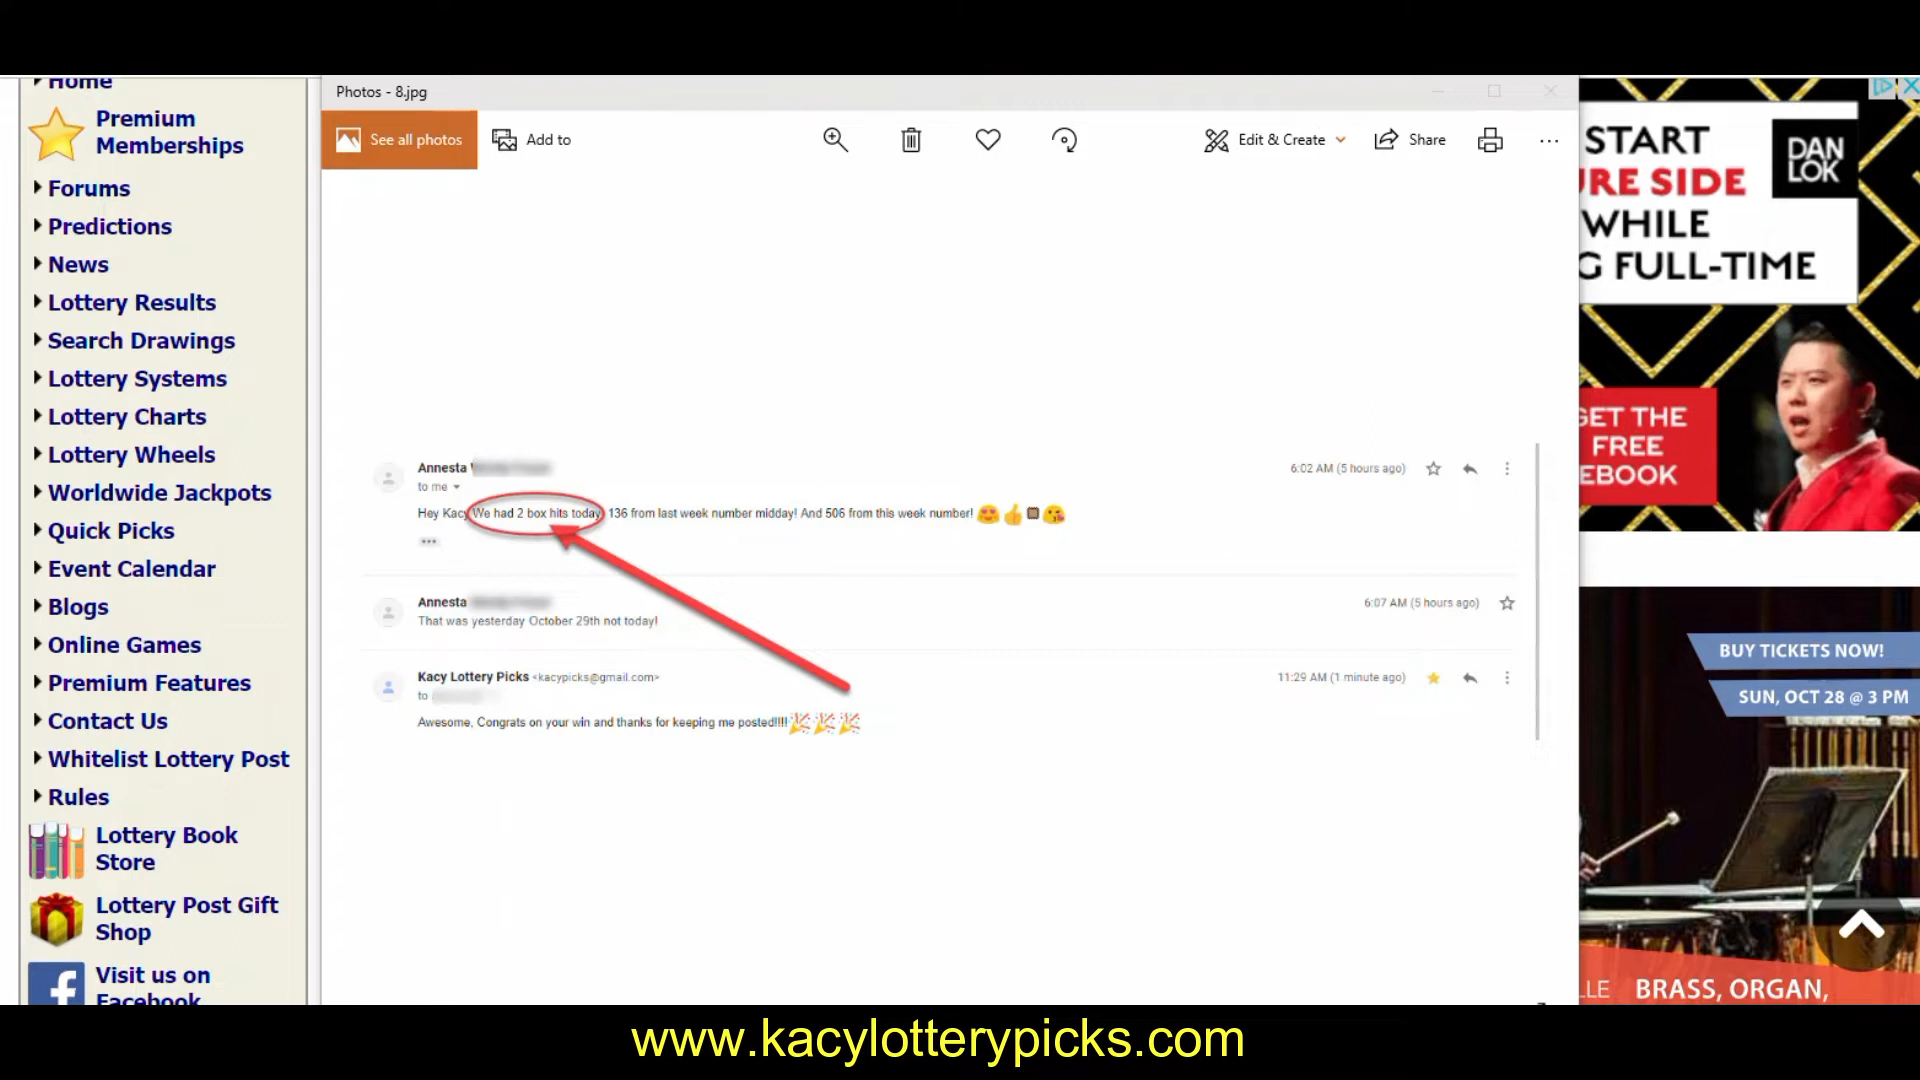 Home
Premium
Memberships
Forums
Predictions
News
Lottery Results
Search Drawings
Lottery Systems
Lottery Charts
Lottery Wheels
Worldwide Jackpots
Quick Picks
Event Calendar
Blogs
Online Games
Premium Features
Contact Us
Whitelist Lottery Post
Rules
Lottery Book
Store
Lottery Post Gift
Shop
Visit us on
Facebook
Photos - 8.jpg
See all photos
Add to
Edit & Create
Share
Annesta
6:02 AM (5 hours ago)
to me
Hey Kacy We had 2 box hits today 136 from last week number midday! And 506 from this week number! 😍👍🏿😘
Annesta
6:07 AM (5 hours ago)
That was yesterday October 29th not today!
Kacy Lottery Picks <kacypicks@gmail.com>
11:29 AM (1 minute ago)
to
Awesome, Congrats on your win and thanks for keeping me posted!!!! 🎉🎉🎉
START
URE SIDE
WHILE
G FULL-TIME
DAN
LOK
GET THE
FREE
EBOOK
BUY TICKETS NOW!
SUN, OCT 28 @ 3 PM
LLE BRASS, ORGAN,
www.kacylotterypicks.com